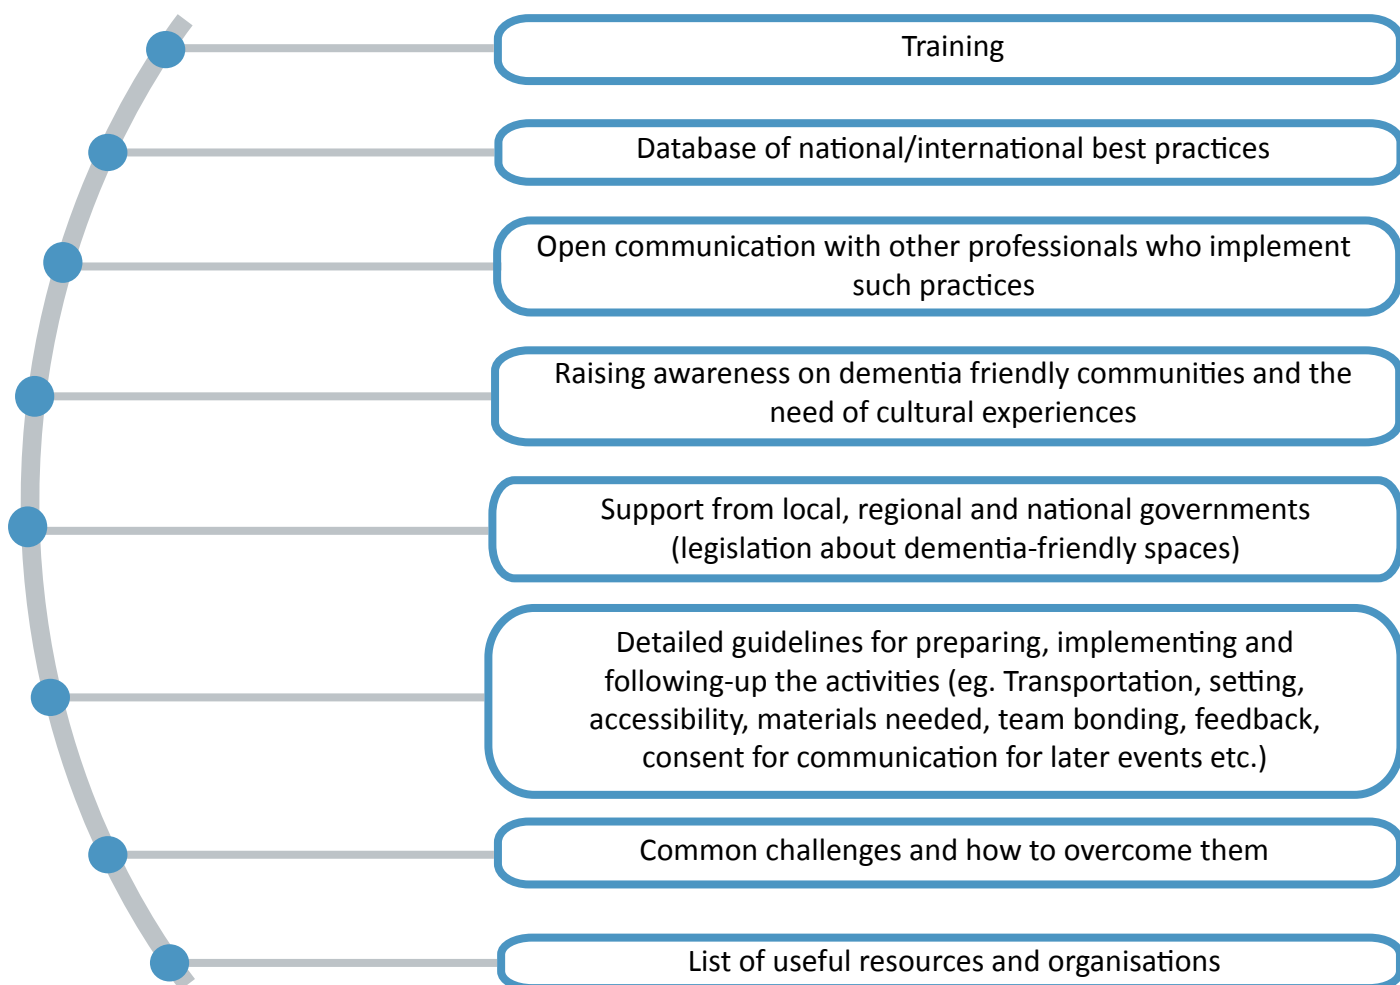 Training
Database of national/international best practices
Open communication with other professionals who implement
such practices
Raising awareness on dementia friendly communities and the
need of cultural experiences
Support from local, regional and national governments
(legislation about dementia-friendly spaces)
Detailed guidelines for preparing, implementing and
following-up the activities (eg. Transportation, setting,
accessibility, materials needed, team bonding, feedback,
consent for communication for later events etc.)
Common challenges and how to overcome them
List of useful resources and organisations